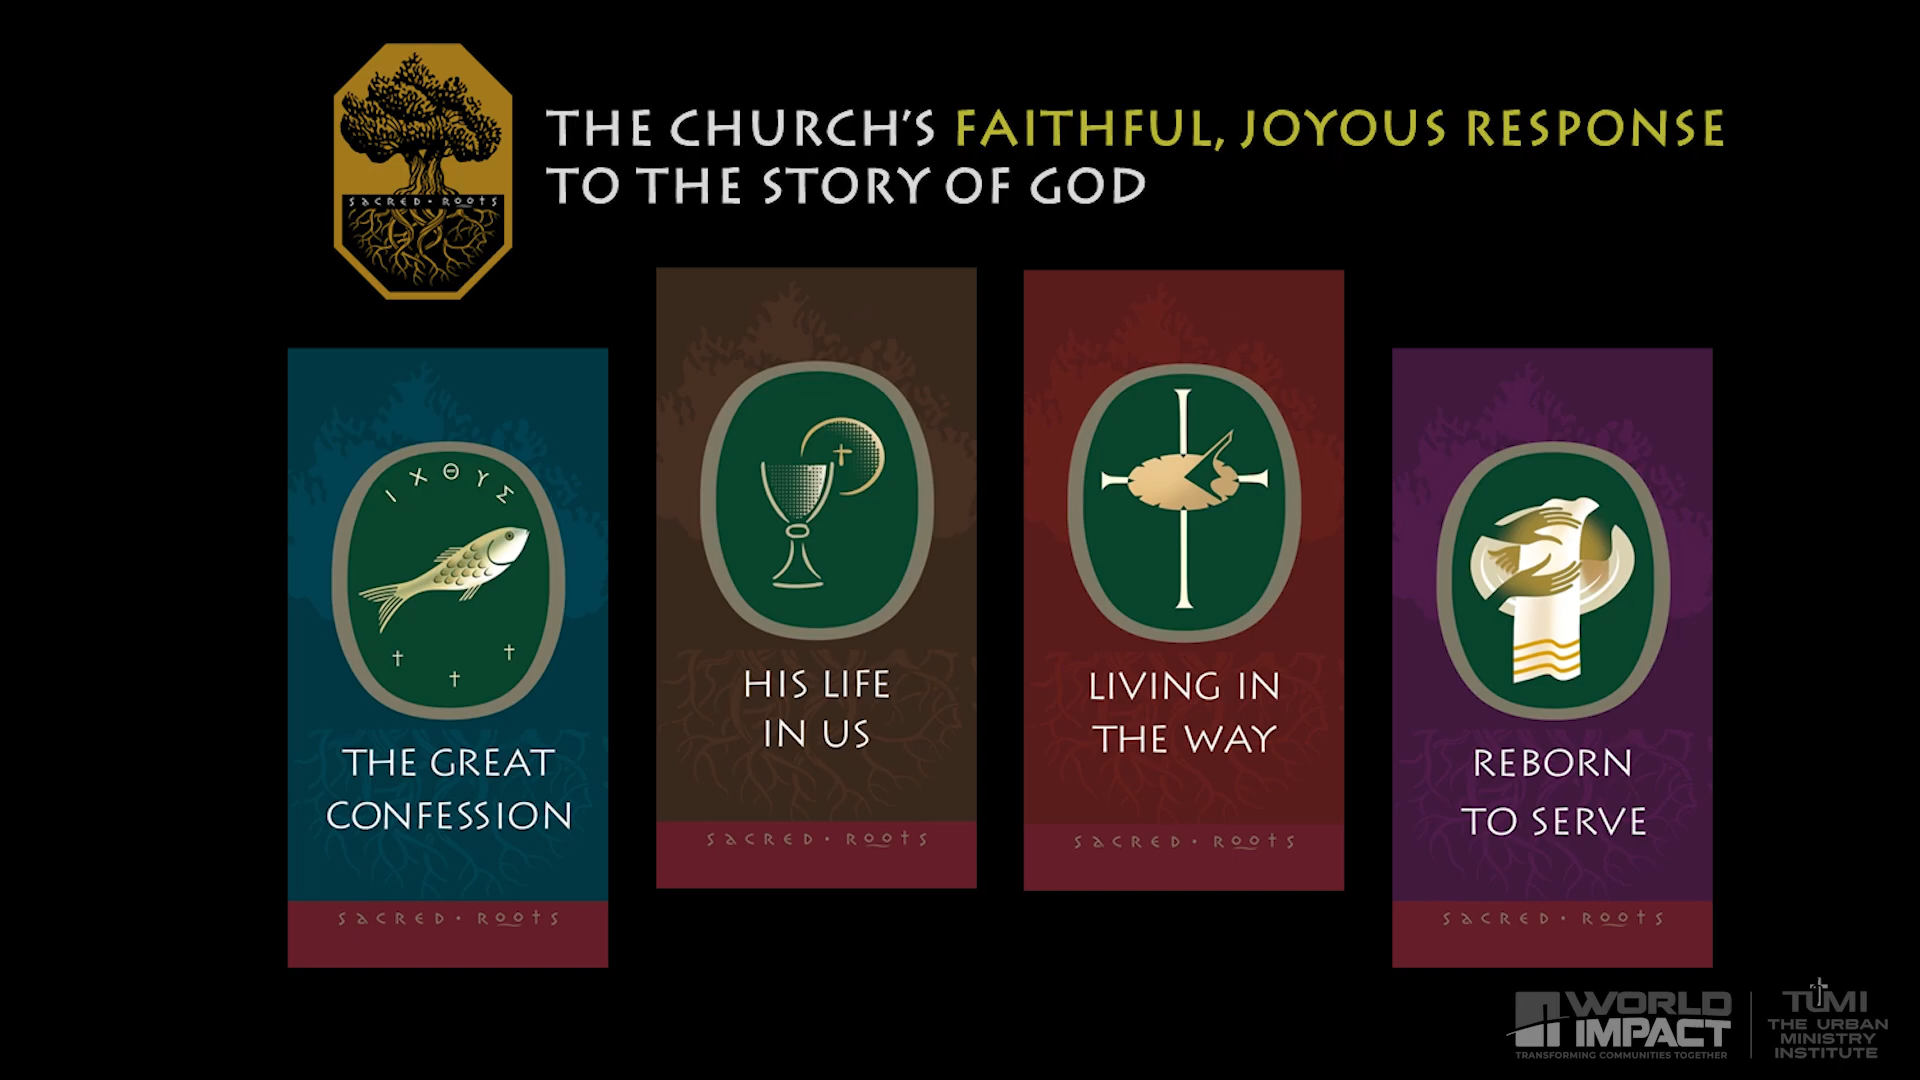 THE CHURCH'S FAITHFUL, JOYOUS RESPONSE
TO THE STORY OF GOD
SACRED • ROOTS
Ι Χ Θ Υ Σ
THE GREAT
CONFESSION
SACRED • ROOTS
HIS LIFE
IN US
SACRED • ROOTS
LIVING IN
THE WAY
SACRED • ROOTS
REBORN
TO SERVE
SACRED • ROOTS
WORLD
IMPACT
TRANSFORMING COMMUNITIES TOGETHER
TUMI
THE URBAN
MINISTRY
INSTITUTE